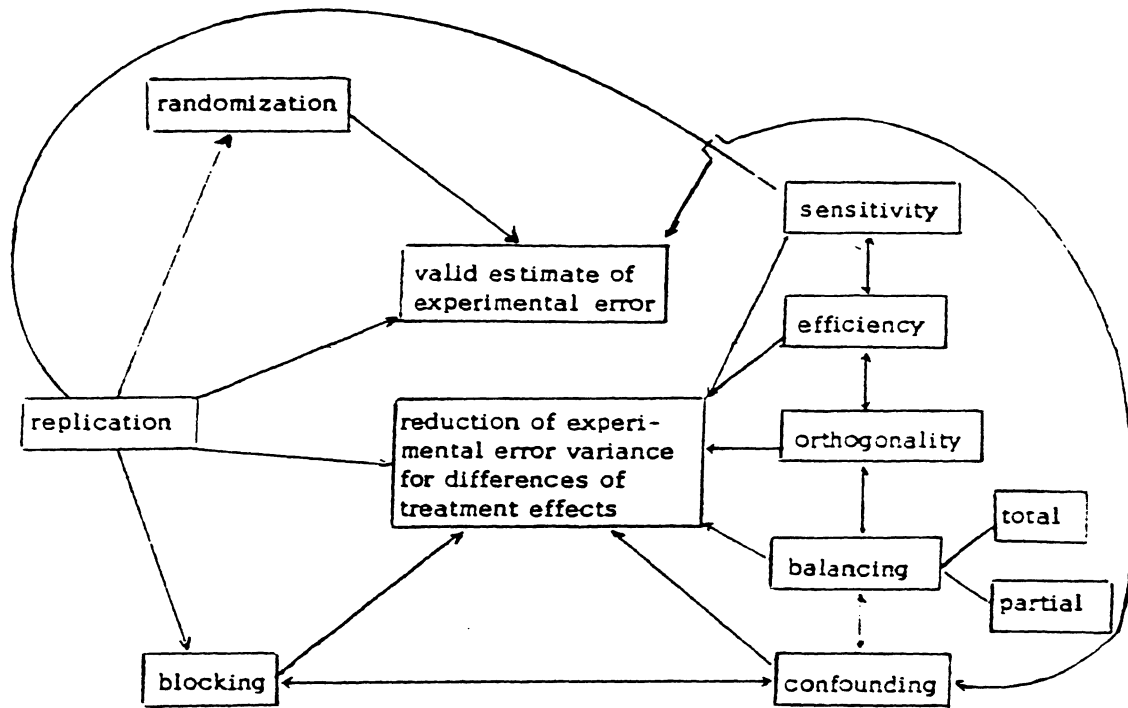 randomization
sensitivity
valid estimate of
experimental error
efficiency
replication
reduction of experi-
mental error variance
for differences of
treatment effects
orthogonality
total
balancing
partial
blocking
confounding